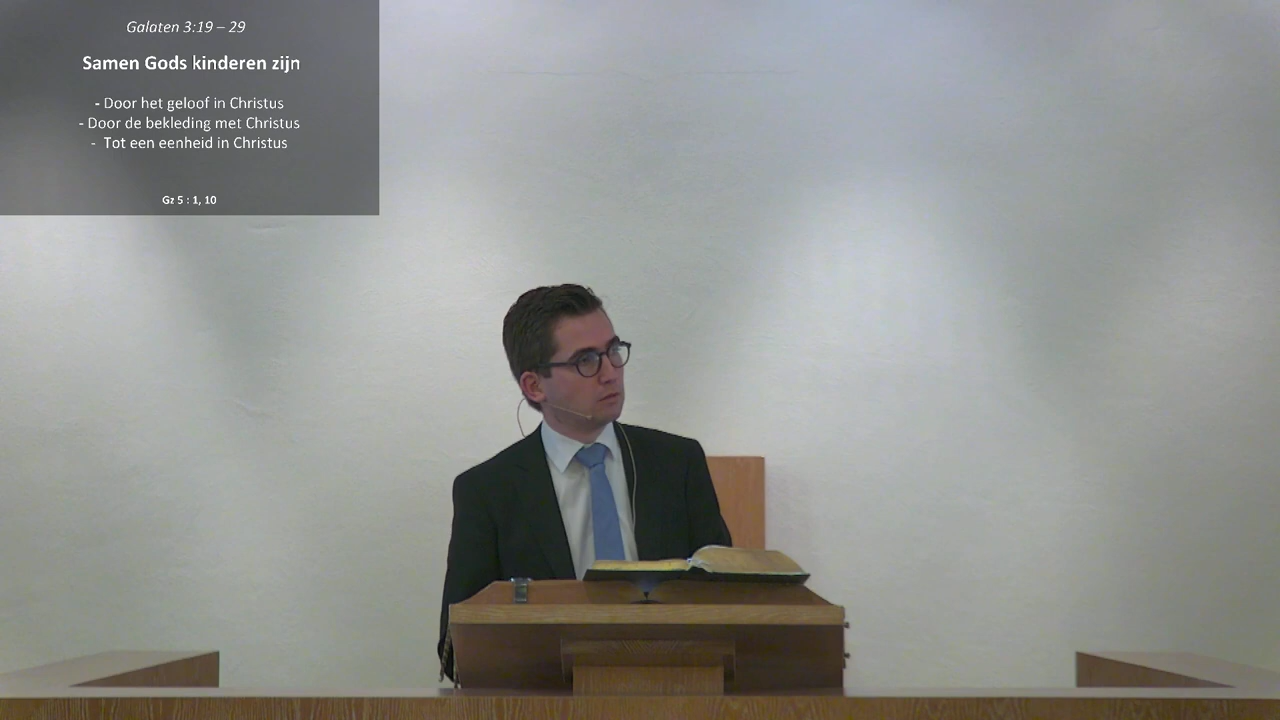 Galaten 3:19 – 29
Samen Gods kinderen zijn
- Door het geloof in Christus
- Door de bekleding met Christus
- Tot een eenheid in Christus
Gz 5 : 1, 10